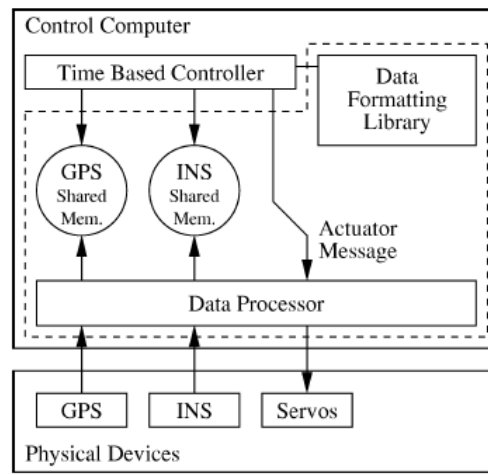 Control Computer
Time Based Controller
Data
Formatting
Library
GPS
Shared
Mem.
INS
Shared
Mem.
Actuator
Message
Data Processor
GPS
INS
Servos
Physical Devices